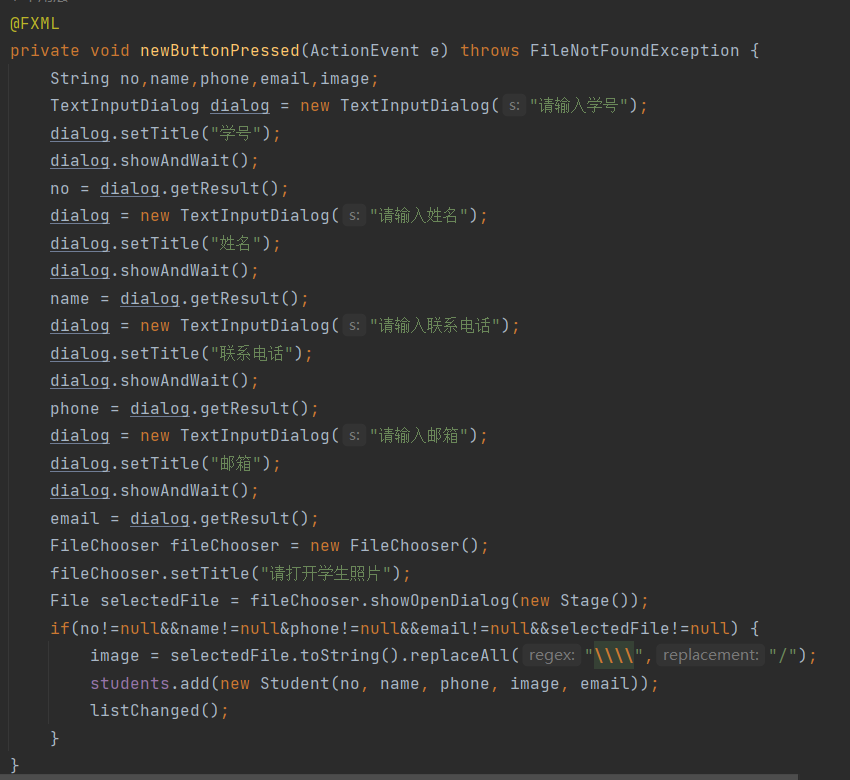 @FXML
private void newButtonPressed(ActionEvent e) throws FileNotFoundException {
    String no,name,phone,email,image;
    TextInputDialog dialog = new TextInputDialog( s: "请输入学号");
    dialog.setTitle("学号");
    dialog.showAndWait();
    no = dialog.getResult();
    dialog = new TextInputDialog( s: "请输入姓名");
    dialog.setTitle("姓名");
    dialog.showAndWait();
    name = dialog.getResult();
    dialog = new TextInputDialog( s: "请输入联系电话");
    dialog.setTitle("联系电话");
    dialog.showAndWait();
    phone = dialog.getResult();
    dialog = new TextInputDialog( s: "请输入邮箱");
    dialog.setTitle("邮箱");
    dialog.showAndWait();
    email = dialog.getResult();
    FileChooser fileChooser = new FileChooser();
    fileChooser.setTitle("请打开学生照片");
    File selectedFile = fileChooser.showOpenDialog(new Stage());
    if(no!=null&&name!=null&phone!=null&&email!=null&&selectedFile!=null) {
        image = selectedFile.toString().replaceAll( regex: "\\\\", replacement: "/");
        students.add(new Student(no, name, phone, image, email));
        listChanged();
    }
}